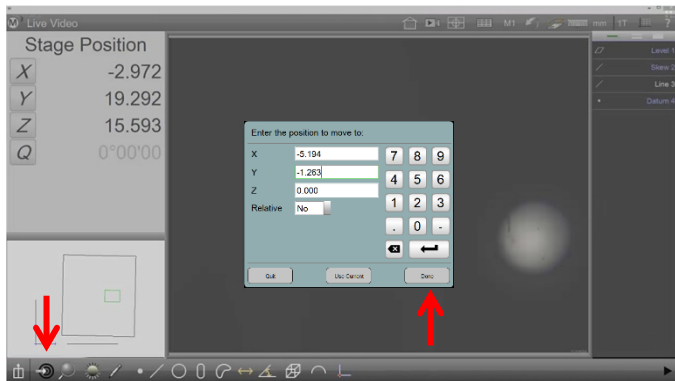 Live Video
M1
mm
1T
?
Stage Position
X -2.972
Y 19.292
Z 15.593
Q 0°00'00
Level 1
Skew 2
Line 3
Datum 4
Enter the position to move to:
X -5.194
Y -1.263
Z 0.000
Relative No
7 8 9
4 5 6
1 2 3
. 0 -
Quit
Use Current
Done